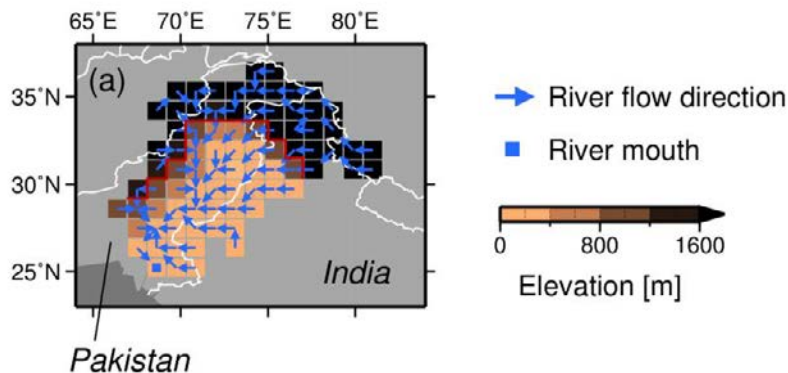 65°E 70°E 75°E 80°E
(a)
35°N
30°N
25°N
India
Pakistan
River flow direction
River mouth
0 800 1600
Elevation [m]